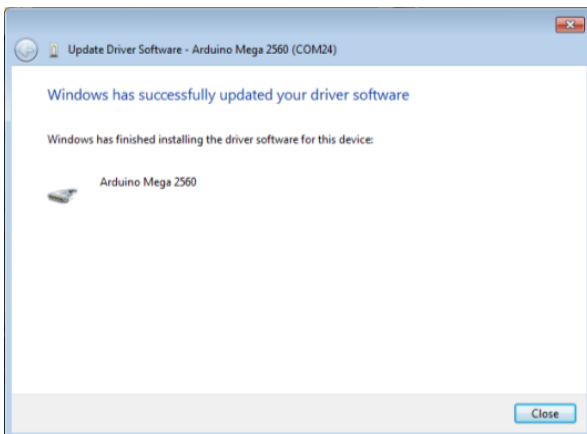 Update Driver Software - Arduino Mega 2560 (COM24)
Windows has successfully updated your driver software
Windows has finished installing the driver software for this device:
Arduino Mega 2560
Close